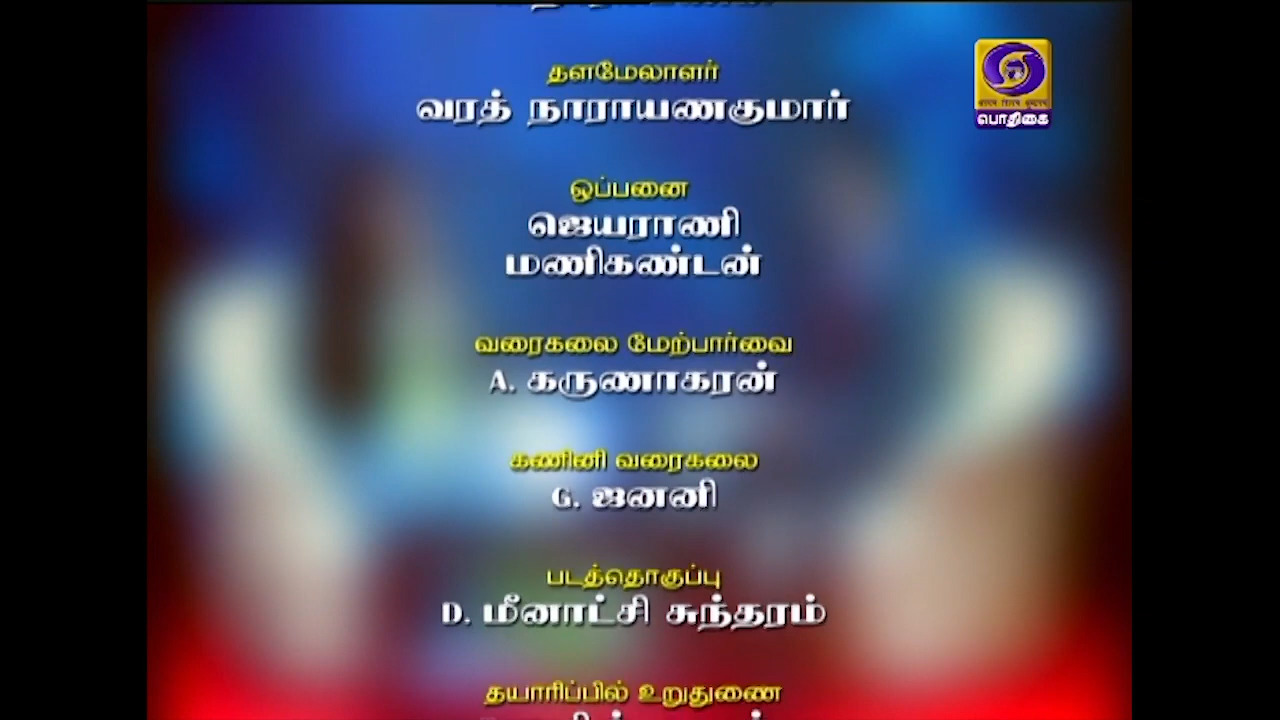 தளமேலாளர்
வரத் நாராயணகுமார்
பொதிகை
ஒப்பனை
ஜெயராணி
மணிகண்டன்
வரைகலை மேற்பார்வை
A. கருணாகரன்
கணினி வரைகலை
G. ஜனனி
படத்தொகுப்பு
D. மீனாட்சி சுந்தரம்
தயாரிப்பில் உறுதுணை